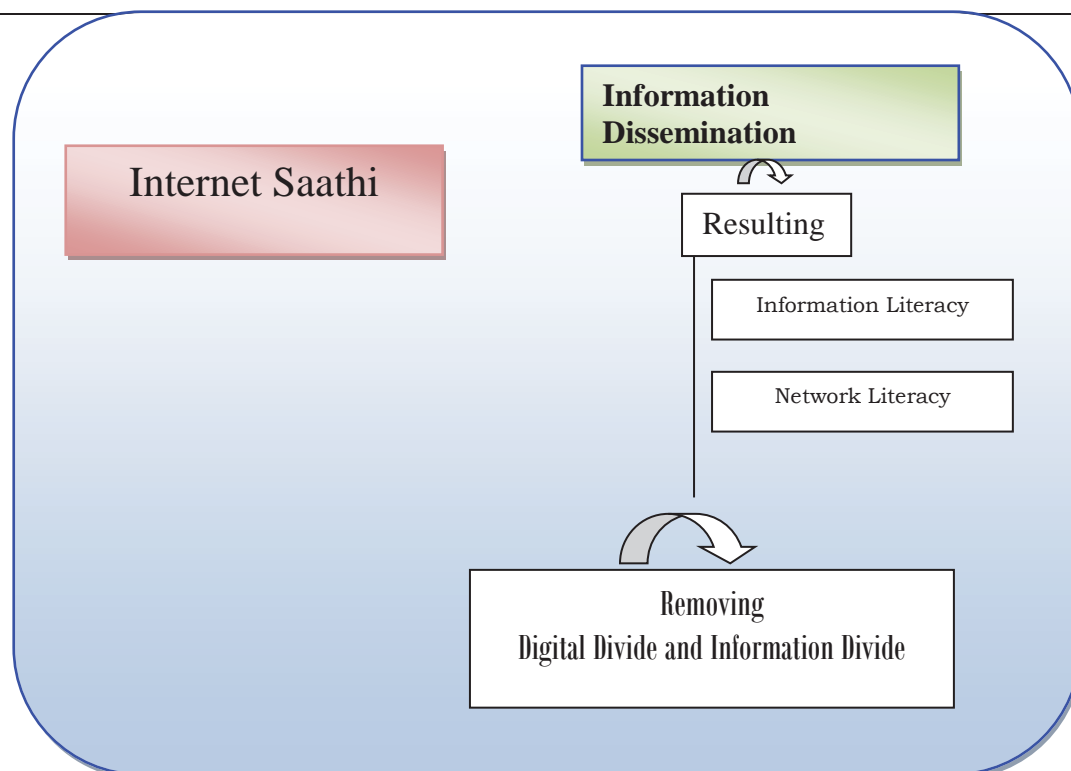 Information
Dissemination
Internet Saathi
Resulting
Information Literacy
Network Literacy
Removing
Digital Divide and Information Divide